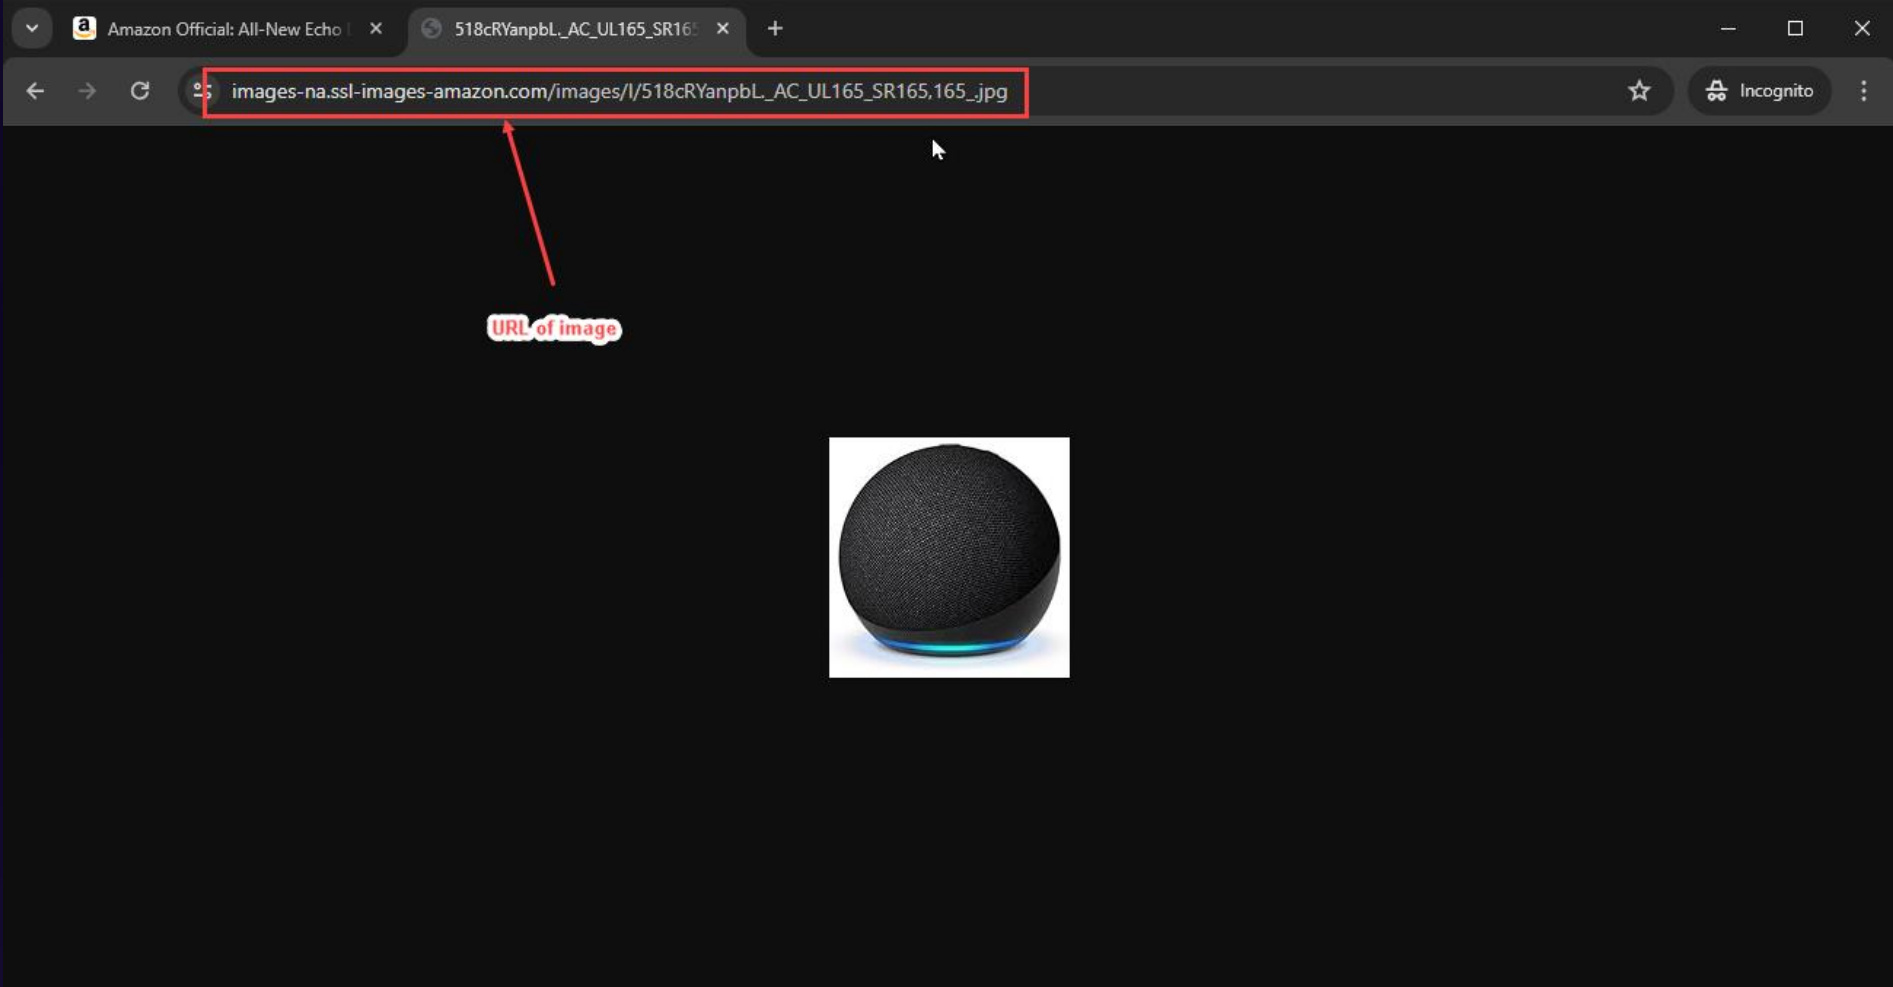 Amazon Official: All-New Echo
518cRYanpbL._AC_UL165_SR165
images-na.ssl-images-amazon.com/images/I/518cRYanpbL._AC_UL165_SR165,165_.jpg
Incognito
URL of image